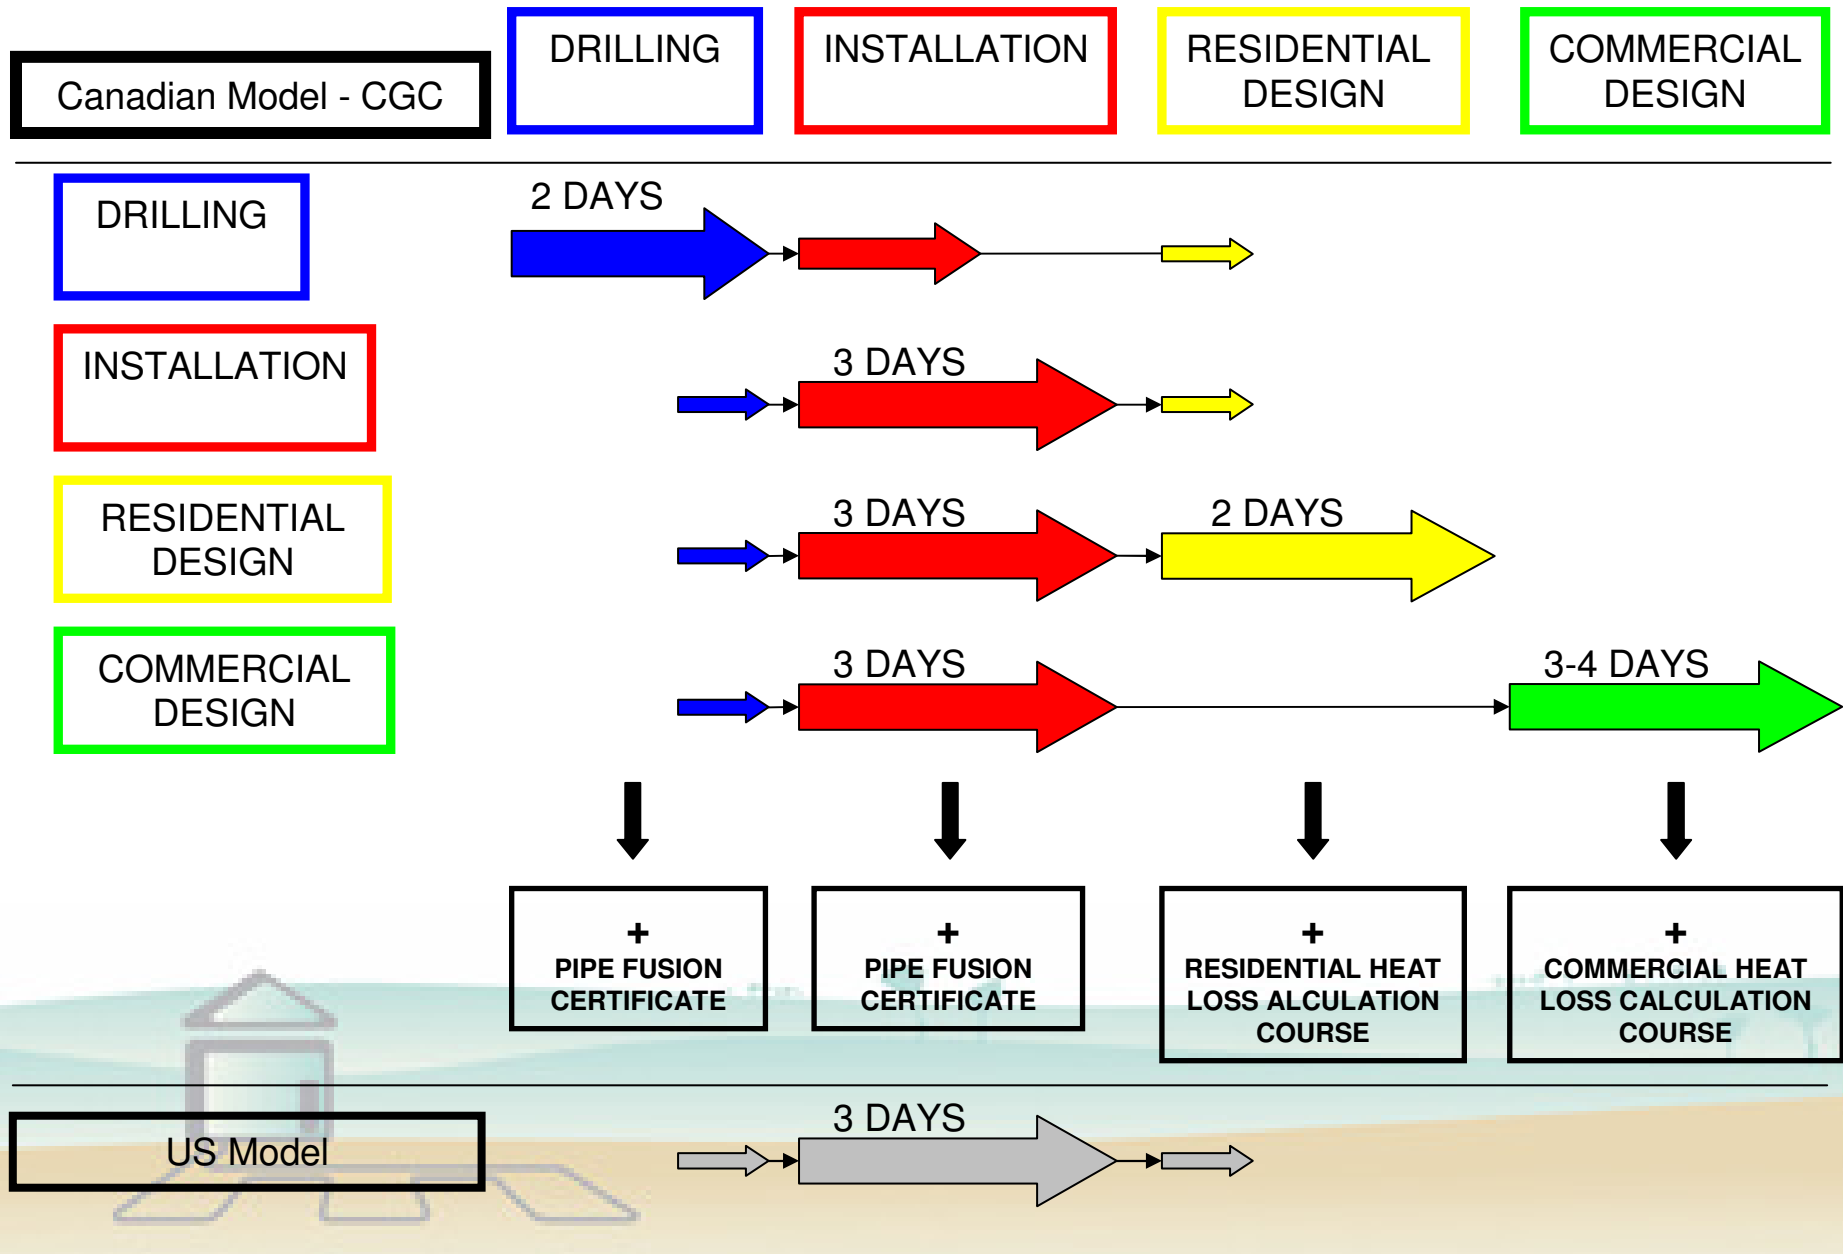 Canadian Model - CGC
DRILLING
INSTALLATION
RESIDENTIAL
DESIGN
COMMERCIAL
DESIGN
DRILLING
2 DAYS
INSTALLATION
3 DAYS
RESIDENTIAL
DESIGN
3 DAYS
2 DAYS
COMMERCIAL
DESIGN
3 DAYS
3-4 DAYS
+
PIPE FUSION
CERTIFICATE
+
PIPE FUSION
CERTIFICATE
+
RESIDENTIAL HEAT
LOSS ALCULATION
COURSE
+
COMMERCIAL HEAT
LOSS CALCULATION
COURSE
US Model
3 DAYS